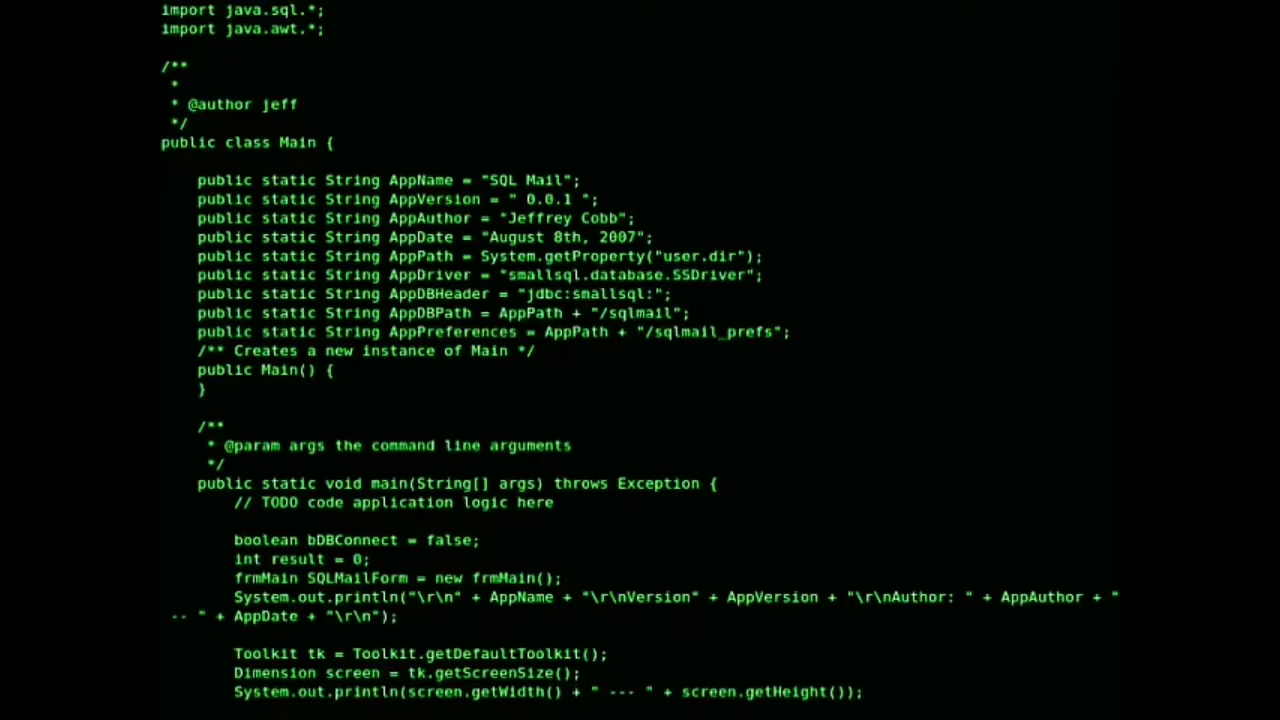 import java.sql.*;
import java.awt.*;

/**
 *
 * @author jeff
 */
public class Main {

    public static String AppName = "SQL Mail";
    public static String AppVersion = " 0.0.1 ";
    public static String AppAuthor = "Jeffrey Cobb";
    public static String AppDate = "August 8th, 2007";
    public static String AppPath = System.getProperty("user.dir");
    public static String AppDriver = "smallsql.database.SSDriver";
    public static String AppDBHeader = "jdbc:smallsql:";
    public static String AppDBPath = AppPath + "/sqlmail";
    public static String AppPreferences = AppPath + "/sqlmail_prefs";
    /** Creates a new instance of Main */
    public Main() {
    }

    /**
     * @param args the command line arguments
     */
    public static void main(String[] args) throws Exception {
        // TODO code application logic here

        boolean bDBConnect = false;
        int result = 0;
        frmMain SQLMailForm = new frmMain();
        System.out.println("\r\n" + AppName + "\r\nVersion" + AppVersion + "\r\nAuthor: " + AppAuthor + "
 -- " + AppDate + "\r\n");

        Toolkit tk = Toolkit.getDefaultToolkit();
        Dimension screen = tk.getScreenSize();
        System.out.println(screen.getWidth() + " --- " + screen.getHeight());